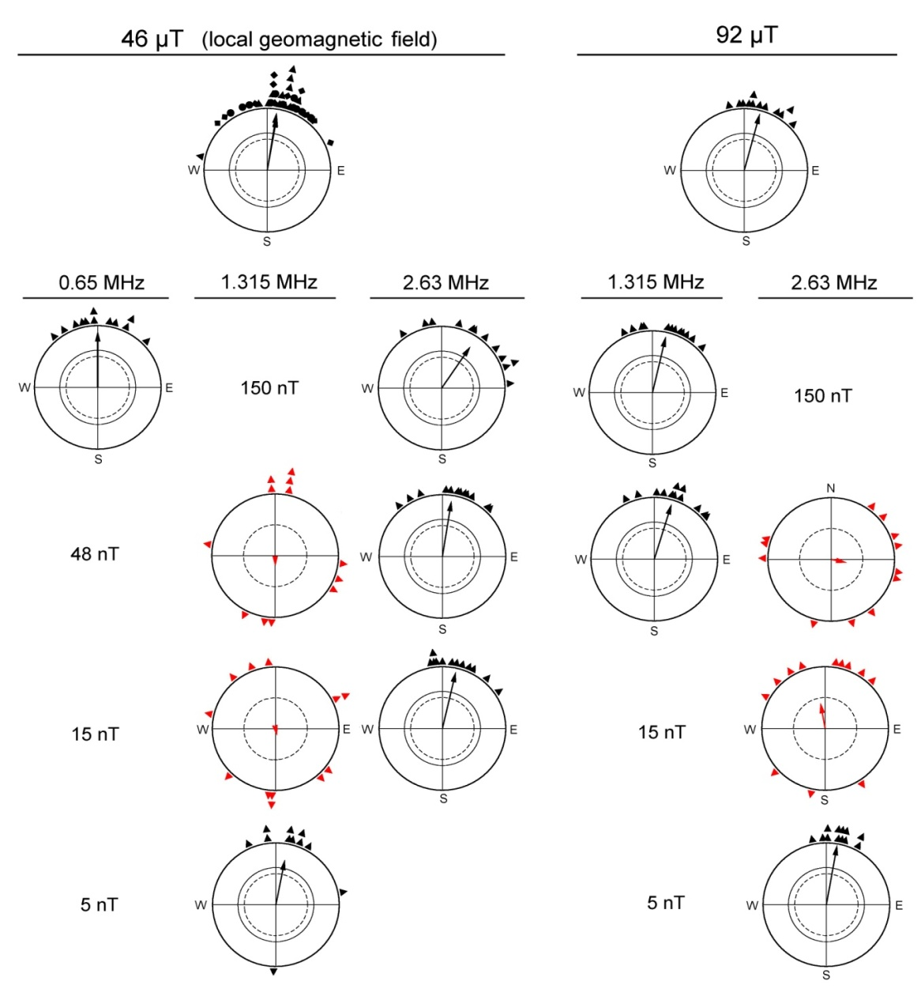 46 µT (local geomagnetic field)
92 µT
W E
S
W E
S
0.65 MHz 1.315 MHz 2.63 MHz
1.315 MHz 2.63 MHz
W E
S
150 nT
W
S
W E
S
150 nT
48 nT
W E
S
W E
S
N
15 nT
W E
W E
S
15 nT
W E
S
5 nT
W
5 nT
W E
S